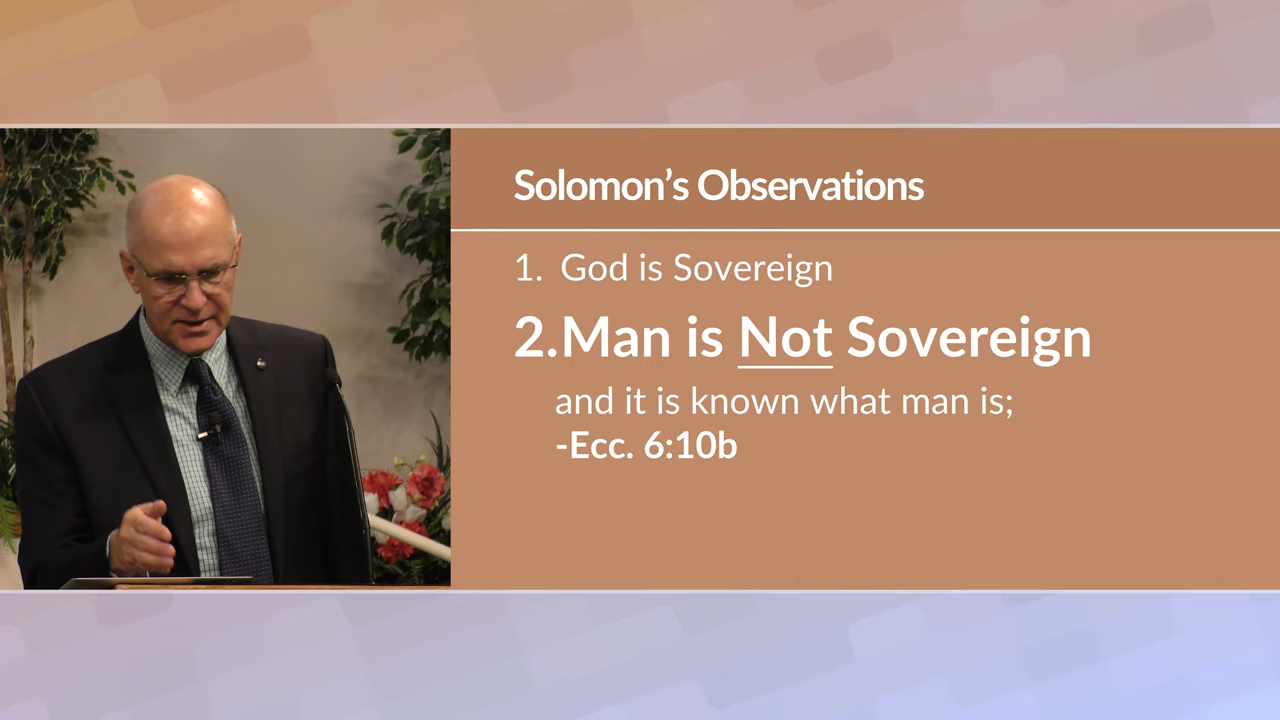 Solomon’s Observations
1. God is Sovereign
2.Man is Not Sovereign
and it is known what man is;
-Ecc. 6:10b